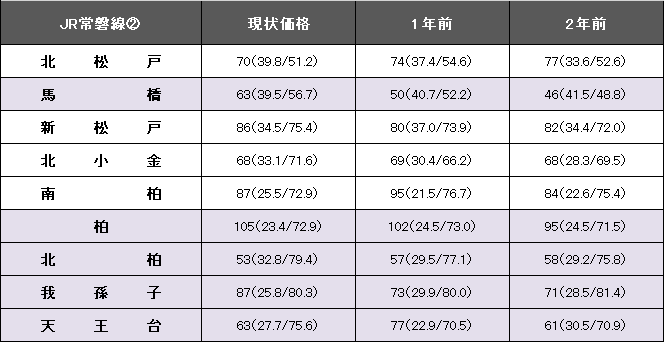 JR常磐線② 現状価格 1年前 2年前
北松戸 70(39.8/51.2) 74(37.4/54.6) 77(33.6/52.6)
馬橋 63(39.5/56.7) 50(40.7/52.2) 46(41.5/48.8)
新松戸 86(34.5/75.4) 80(37.0/73.9) 82(34.4/72.0)
北小金 68(33.1/71.6) 69(30.4/66.2) 68(28.3/69.5)
南柏 87(25.5/72.9) 95(21.5/76.7) 84(22.6/75.4)
柏 105(23.4/72.9) 102(24.5/73.0) 95(24.5/71.5)
北柏 53(32.8/79.4) 57(29.5/77.1) 58(29.2/75.8)
我孫子 87(25.8/80.3) 73(29.9/80.0) 71(28.5/81.4)
天王台 63(27.7/75.6) 77(22.9/70.5) 61(30.5/70.9)